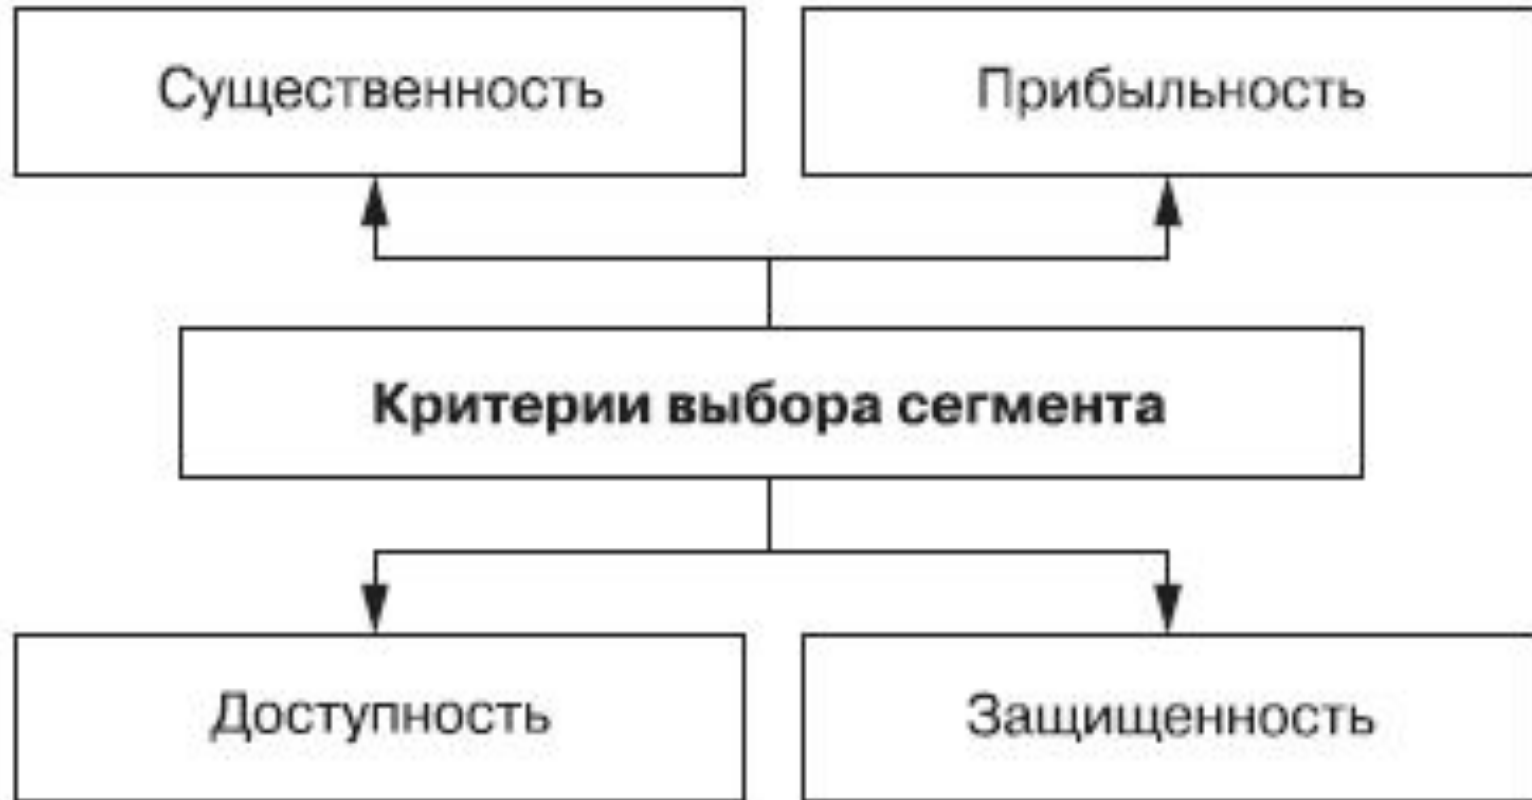 Существенность
Прибыльность
Критерии выбора сегмента
Доступность
Защищенность